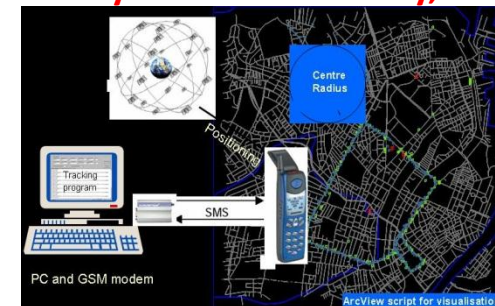 Centre
Radius
Positioning
Tracking
program
SMS
PC and GSM modem
ArcView script for visualisatio